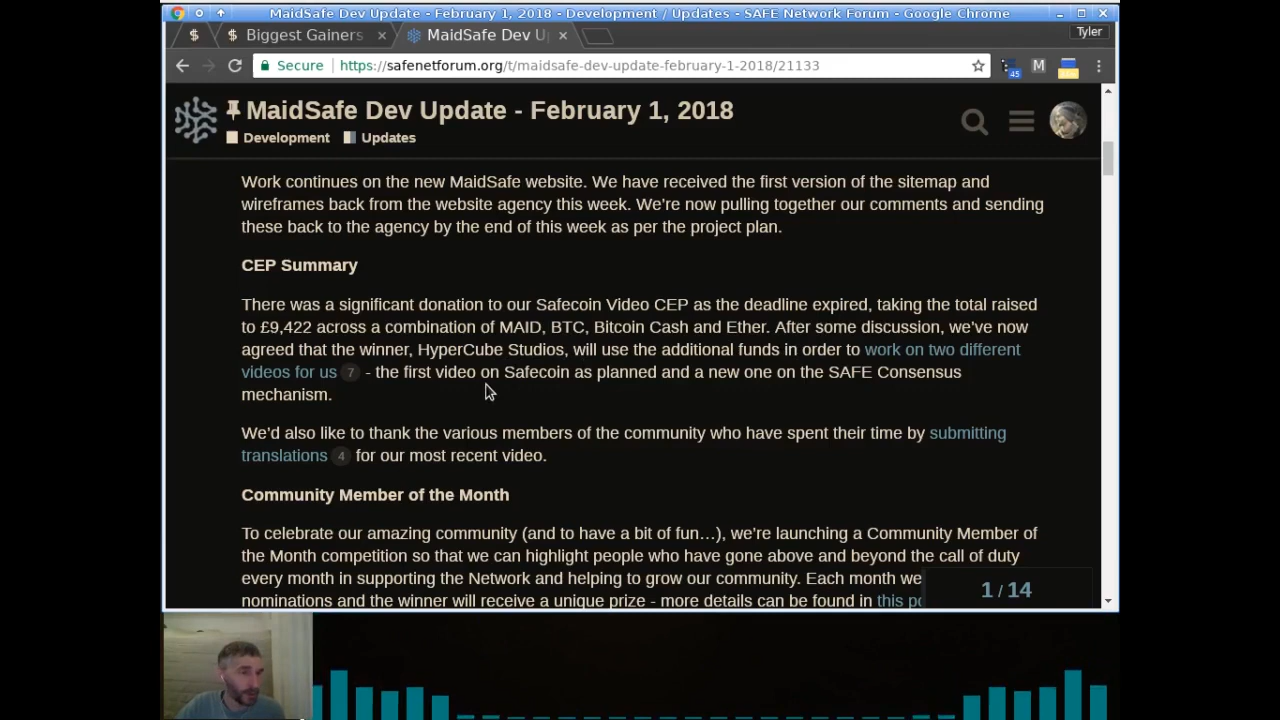 MaidSafe Dev Update - February 1, 2018 - Development / Updates - SAFE Network Forum - Google Chrome
$ $ Biggest Gainers MaidSafe Dev U Tyler
Secure https://safenetforum.org/t/maidsafe-dev-update-february-1-2018/21133 45 M
MaidSafe Dev Update - February 1, 2018
Development Updates
Work continues on the new MaidSafe website. We have received the first version of the sitemap and
wireframes back from the website agency this week. We’re now pulling together our comments and sending
these back to the agency by the end of this week as per the project plan.
CEP Summary
There was a significant donation to our Safecoin Video CEP as the deadline expired, taking the total raised
to £9,422 across a combination of MAID, BTC, Bitcoin Cash and Ether. After some discussion, we’ve now
agreed that the winner, HyperCube Studios, will use the additional funds in order to work on two different
videos for us 7 - the first video on Safecoin as planned and a new one on the SAFE Consensus
mechanism.
We’d also like to thank the various members of the community who have spent their time by submitting
translations 4 for our most recent video.
Community Member of the Month
To celebrate our amazing community (and to have a bit of fun…), we’re launching a Community Member of
the Month competition so that we can highlight people who have gone above and beyond the call of duty
every month in supporting the Network and helping to grow our community. Each month we
nominations and the winner will receive a unique prize - more details can be found in this po
1 / 14